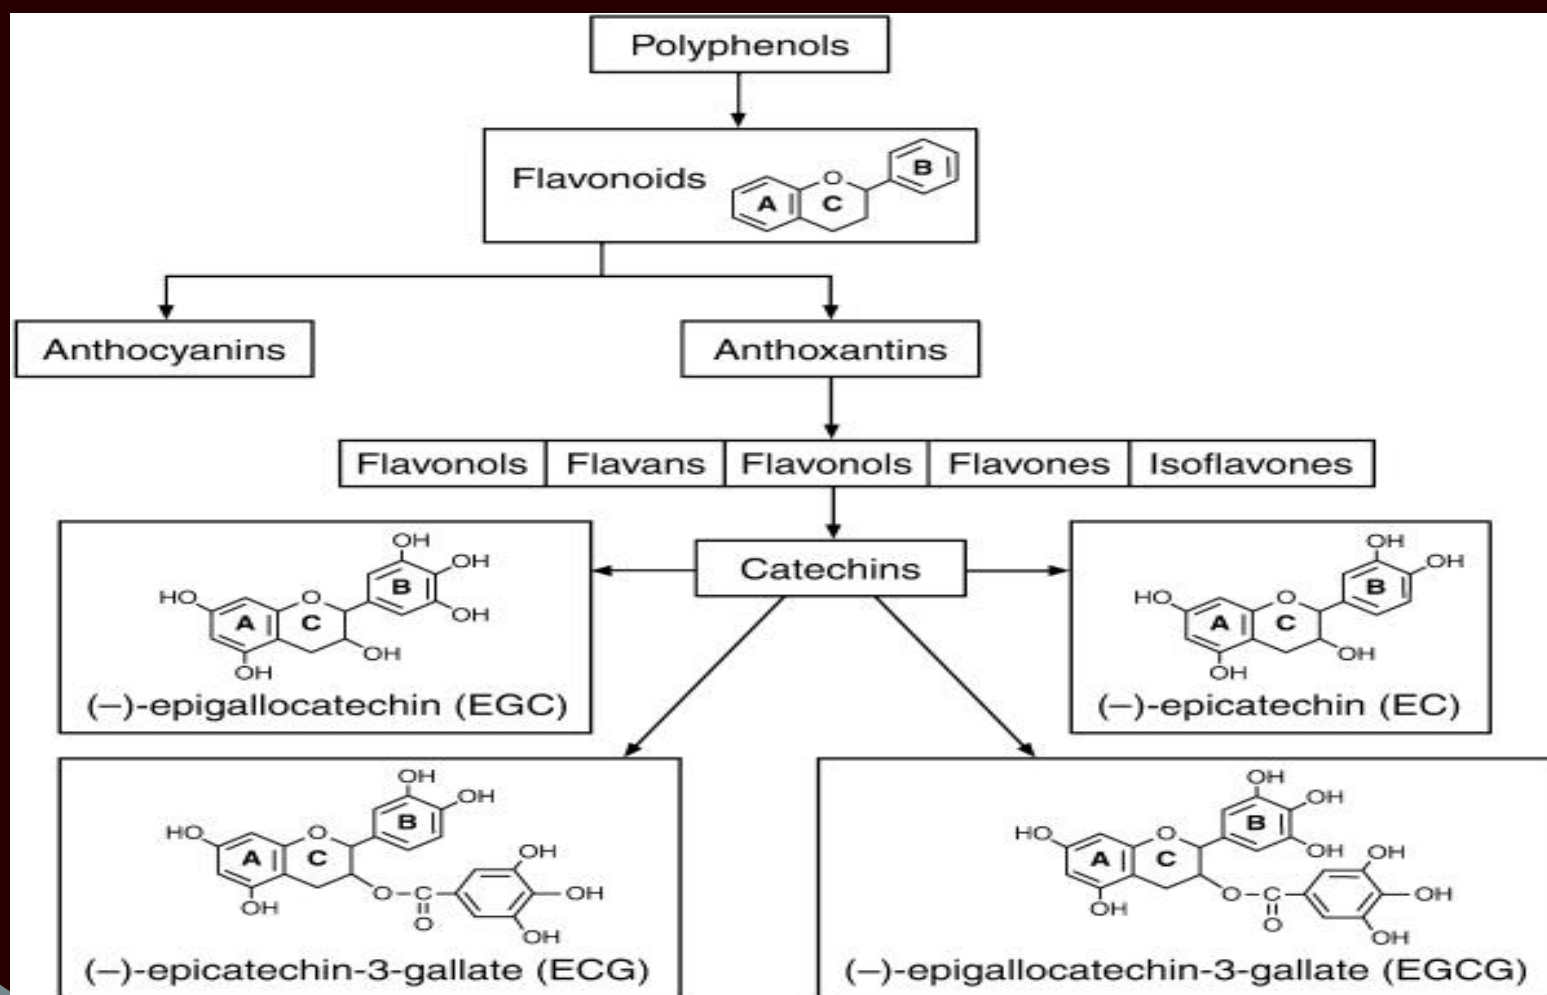 Polyphenols
Flavonoids
O
B
A
C
Anthocyanins
Anthoxantins
Flavonols Flavans Flavonols Flavones Isoflavones
Catechins
OH
OH
B
HO
O
OH
A
C
OH
OH
(–)-epigallocatechin (EGC)
OH
OH
B
HO
O
A
C
OH
OH
(–)-epicatechin (EC)
OH
OH
B
HO
O
A
C
OH
O
C
OH
OH
O
OH
(–)-epicatechin-3-gallate (ECG)
OH
OH
B
HO
O
OH
OH
A
C
O
C
OH
OH
O
OH
(–)-epigallocatechin-3-gallate (EGCG)